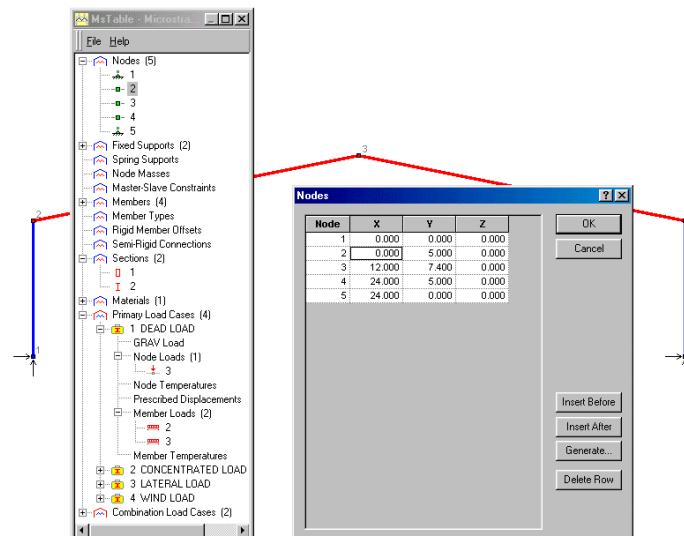 MsTable - Microstra...
File Help
Nodes (5)
1
2
3
4
5
Fixed Supports (2)
Spring Supports
Node Masses
Master-Slave Constraints
Members (4)
Member Types
Rigid Member Offsets
Semi-Rigid Connections
Sections (2)
1
2
Materials (1)
Primary Load Cases (4)
1 DEAD LOAD
GRAV Load
Node Loads (1)
3
Node Temperatures
Prescribed Displacements
Member Loads (2)
2
3
Member Temperatures
2 CONCENTRATED LOAD
3 LATERAL LOAD
4 WIND LOAD
Combination Load Cases (2)
2
1
3
Nodes
Node X Y Z
1 0.000 0.000 0.000
2 0.000 5.000 0.000
3 12.000 7.400 0.000
4 24.000 5.000 0.000
5 24.000 0.000 0.000
OK
Cancel
Insert Before
Insert After
Generate...
Delete Row